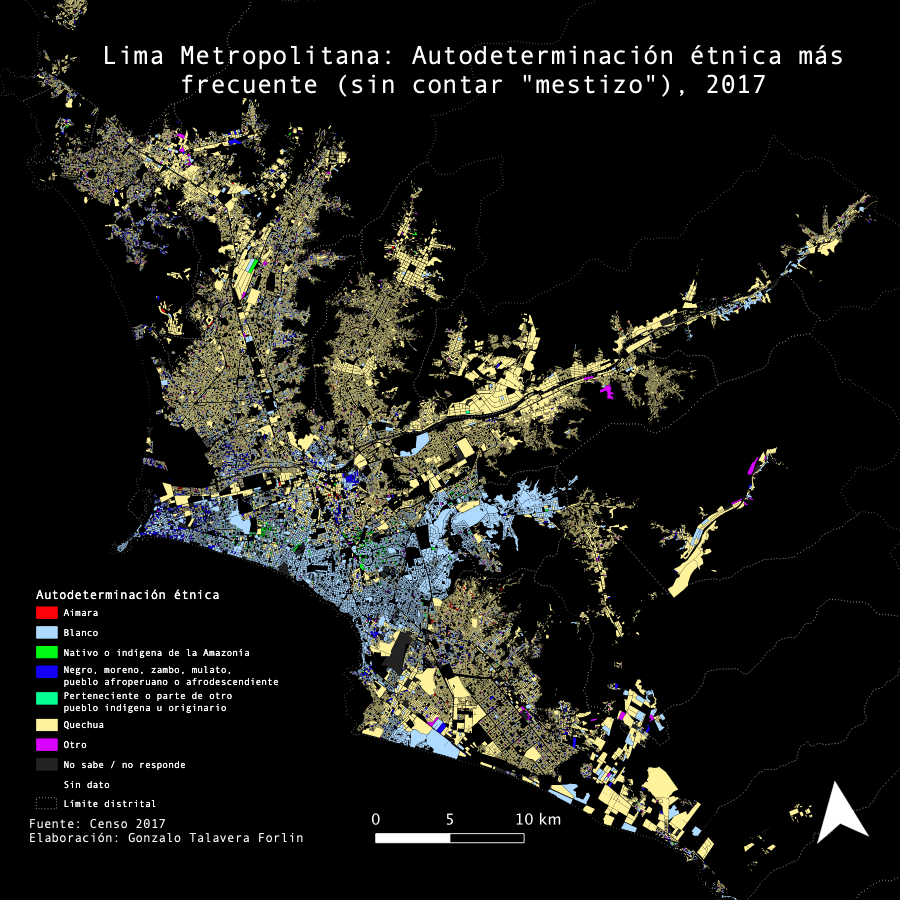 Lima Metropolitana: Autodeterminación étnica más
frecuente (sin contar "mestizo"), 2017
Autodeterminación étnica
Aimara
Blanco
Nativo o indígena de la Amazonía
Negro, moreno, zambo, mulato,
pueblo afroperuano o afrodescendiente
Perteneciente o parte de otro
pueblo indígena u originario
Quechua
Otro
No sabe / no responde
Sin dato
Límite distrital
Fuente: Censo 2017
Elaboración: Gonzalo Talavera Forlin
0 5 10 km